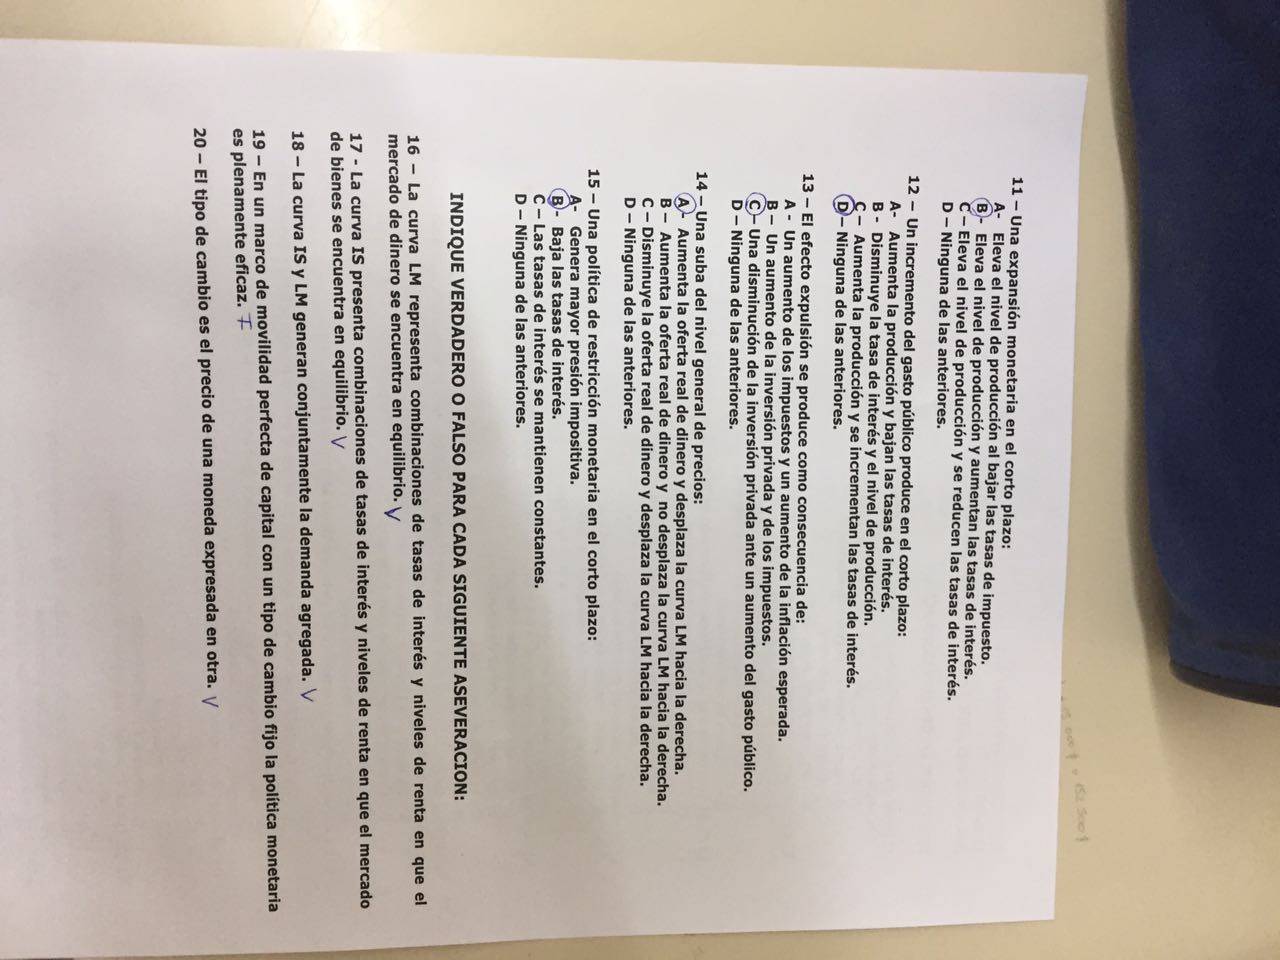 15 000 $ = 152 500 $
11 – Una expansión monetaria en el corto plazo:
A- Eleva el nivel de producción al bajar las tasas de impuesto.
B - Eleva el nivel de producción y aumentan las tasas de interés.
C – Eleva el nivel de producción y se reducen las tasas de interés.
D – Ninguna de las anteriores.
12 – Un incremento del gasto público produce en el corto plazo:
A- Aumenta la producción y bajan las tasas de interés.
B - Disminuye la tasa de interés y el nivel de producción.
C – Aumenta la producción y se incrementan las tasas de interés.
D – Ninguna de las anteriores.
13 – El efecto expulsión se produce como consecuencia de:
A - Un aumento de los impuestos y un aumento de la inflación esperada.
B – Un aumento de la inversión privada y de los impuestos.
C – Una disminución de la inversión privada ante un aumento del gasto público.
D – Ninguna de las anteriores.
14 – Una suba del nivel general de precios:
A - Aumenta la oferta real de dinero y desplaza la curva LM hacia la derecha.
B – Aumenta la oferta real de dinero y no desplaza la curva LM hacia la derecha.
C – Disminuye la oferta real de dinero y desplaza la curva LM hacia la derecha.
D – Ninguna de las anteriores.
15 – Una política de restricción monetaria en el corto plazo:
A- Genera mayor presión impositiva.
B - Baja las tasas de interés.
C – Las tasas de interés se mantienen constantes.
D – Ninguna de las anteriores.
INDIQUE VERDADERO O FALSO PARA CADA SIGUIENTE ASEVERACION:
16 – La curva LM representa combinaciones de tasas de interés y niveles de renta en que el
mercado de dinero se encuentra en equilibrio. V
17 - La curva IS presenta combinaciones de tasas de interés y niveles de renta en que el mercado
de bienes se encuentra en equilibrio. V
18 – La curva IS y LM generan conjuntamente la demanda agregada. V
19 – En un marco de movilidad perfecta de capital con un tipo de cambio fijo la política monetaria
es plenamente eficaz. F
20 – El tipo de cambio es el precio de una moneda expresada en otra. V